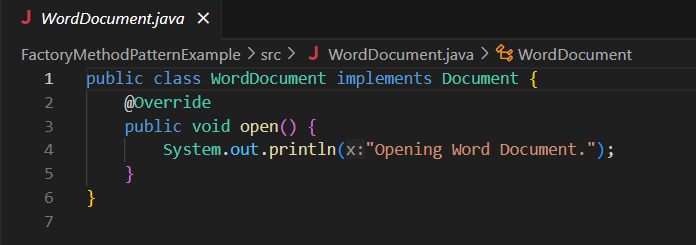 J WordDocument.java ×
FactoryMethodPatternExample > src > J WordDocument.java > WordDocument
1 public class WordDocument implements Document {
2     @Override
3     public void open() {
4         System.out.println(x:"Opening Word Document.");
5     }
6 }
7